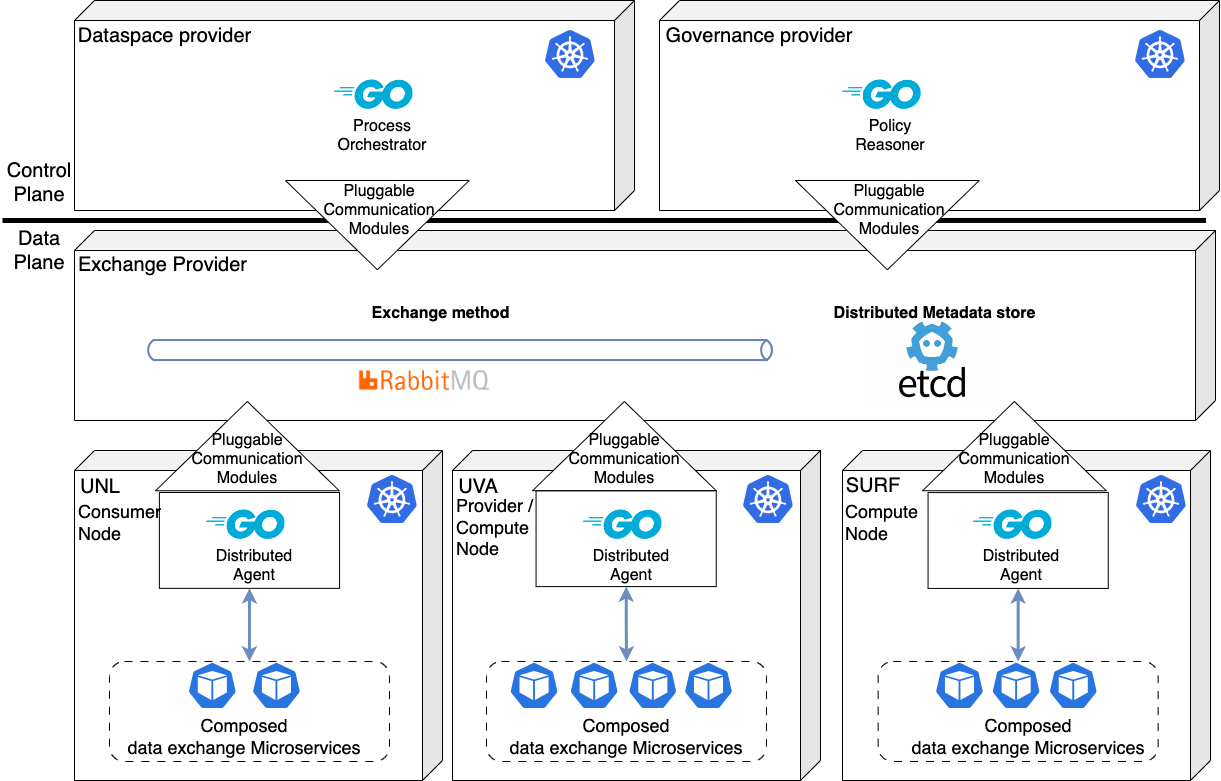 Dataspace provider
GO
Process
Orchestrator
Governance provider
GO
Policy
Reasoner
Control
Plane
Pluggable
Communication
Modules
Pluggable
Communication
Modules
Data
Plane
Exchange Provider
Exchange method
RabbitMQ
Distributed Metadata store
etcd
Pluggable
Communication
Modules
UNL
Consumer
Node
GO
Distributed
Agent
Composed
data exchange Microservices
Pluggable
Communication
Modules
UVA
Provider /
Compute
Node
GO
Distributed
Agent
Composed
data exchange Microservices
Pluggable
Communication
Modules
SURF
Compute
Node
GO
Distributed
Agent
Composed
data exchange Microservices